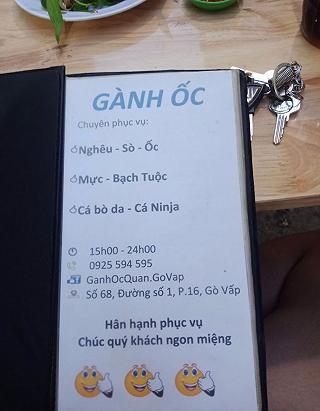 GÀNH ỐC
Chuyên phục vụ:
Nghêu - Sò - Ốc
Mực - Bạch Tuộc
Cá bò da - Cá Ninja
15h00 - 24h00
0925 594 595
GanhOcQuan.GoVap
Số 68, Đường số 1, P.16, Gò Vấp
Hân hạnh phục vụ
Chúc quý khách ngon miệng